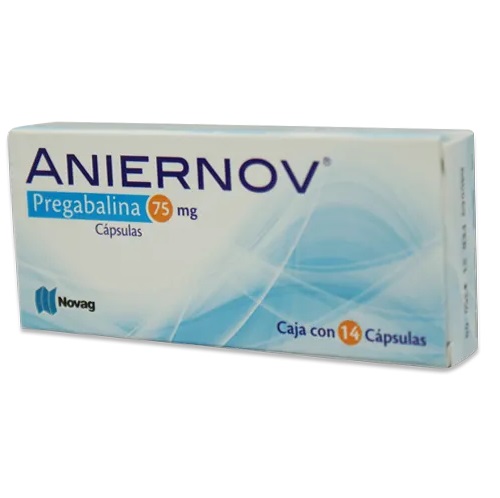 ANIERNOV®
Pregabalina 75 mg
Cápsulas
Novag
Caja con 14 Cápsulas